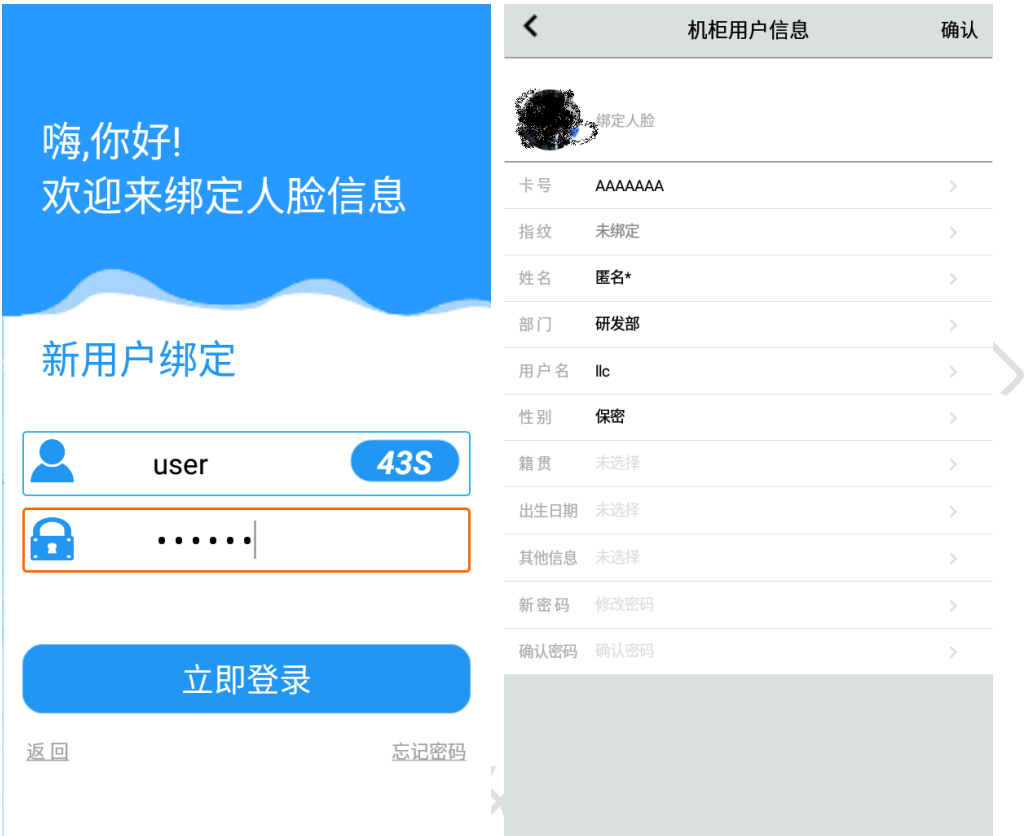 嗨,你好!
欢迎来绑定人脸信息
新用户绑定
user
43S
立即登录
返回
忘记密码
机柜用户信息
确认
绑定人脸
卡号 AAAAAAA
指纹 未绑定
姓名 匿名*
部门 研发部
用户名 llc
性别 保密
籍贯 未选择
出生日期 未选择
其他信息 未选择
新密码 修改密码
确认密码 确认密码